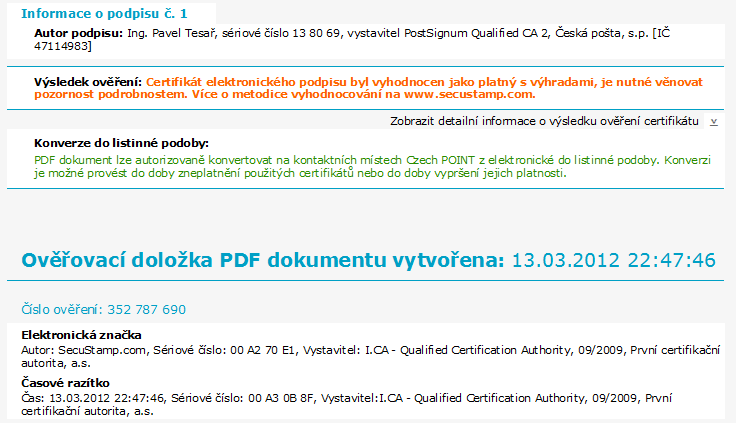 Informace o podpisu č. 1
Autor podpisu: Ing. Pavel Tesař, sériové číslo 13 80 69, vystavitel PostSignum Qualified CA 2, Česká pošta, s.p. [IČ
47114983]
Výsledek ověření: Certifikát elektronického podpisu byl vyhodnocen jako platný s výhradami, je nutné věnovat
pozornost podrobnostem. Více o metodice vyhodnocování na www.secustamp.com.
Zobrazit detailní informace o výsledku ověření certifikátu v
Konverze do listinné podoby:
PDF dokument lze autorizovaně konvertovat na kontaktních místech Czech POINT z elektronické do listinné podoby. Konverzi
je možné provést do doby zneplatnění použitých certifikátů nebo do doby vypršení jejich platnosti.
Ověřovací doložka PDF dokumentu vytvořena: 13.03.2012 22:47:46
Číslo ověření: 352 787 690
Elektronická značka
Autor: SecuStamp.com, Sériové číslo: 00 A2 70 E1, Vystavitel: I.CA - Qualified Certification Authority, 09/2009, První certifikační
autorita, a.s.
Časové razítko
Čas: 13.03.2012 22:47:46, Sériové číslo: 00 A3 0B 8F, Vystavitel:I.CA - Qualified Certification Authority, 09/2009, První
certifikační autorita, a.s.